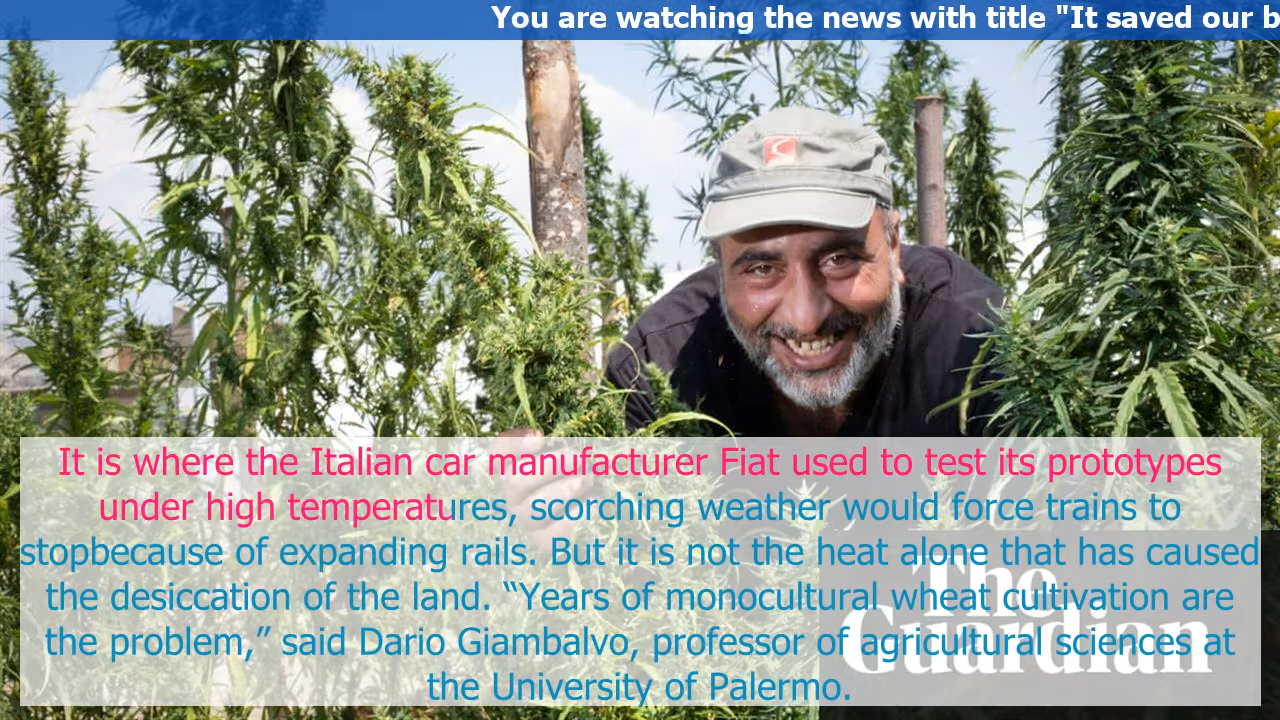 You are watching the news with title "It saved our b
It is where the Italian car manufacturer Fiat used to test its prototypes
under high temperatures, scorching weather would force trains to
stopbecause of expanding rails. But it is not the heat alone that has caused
the desiccation of the land. “Years of monocultural wheat cultivation are
the problem,” said Dario Giambalvo, professor of agricultural sciences at
the University of Palermo.
The
Guardian